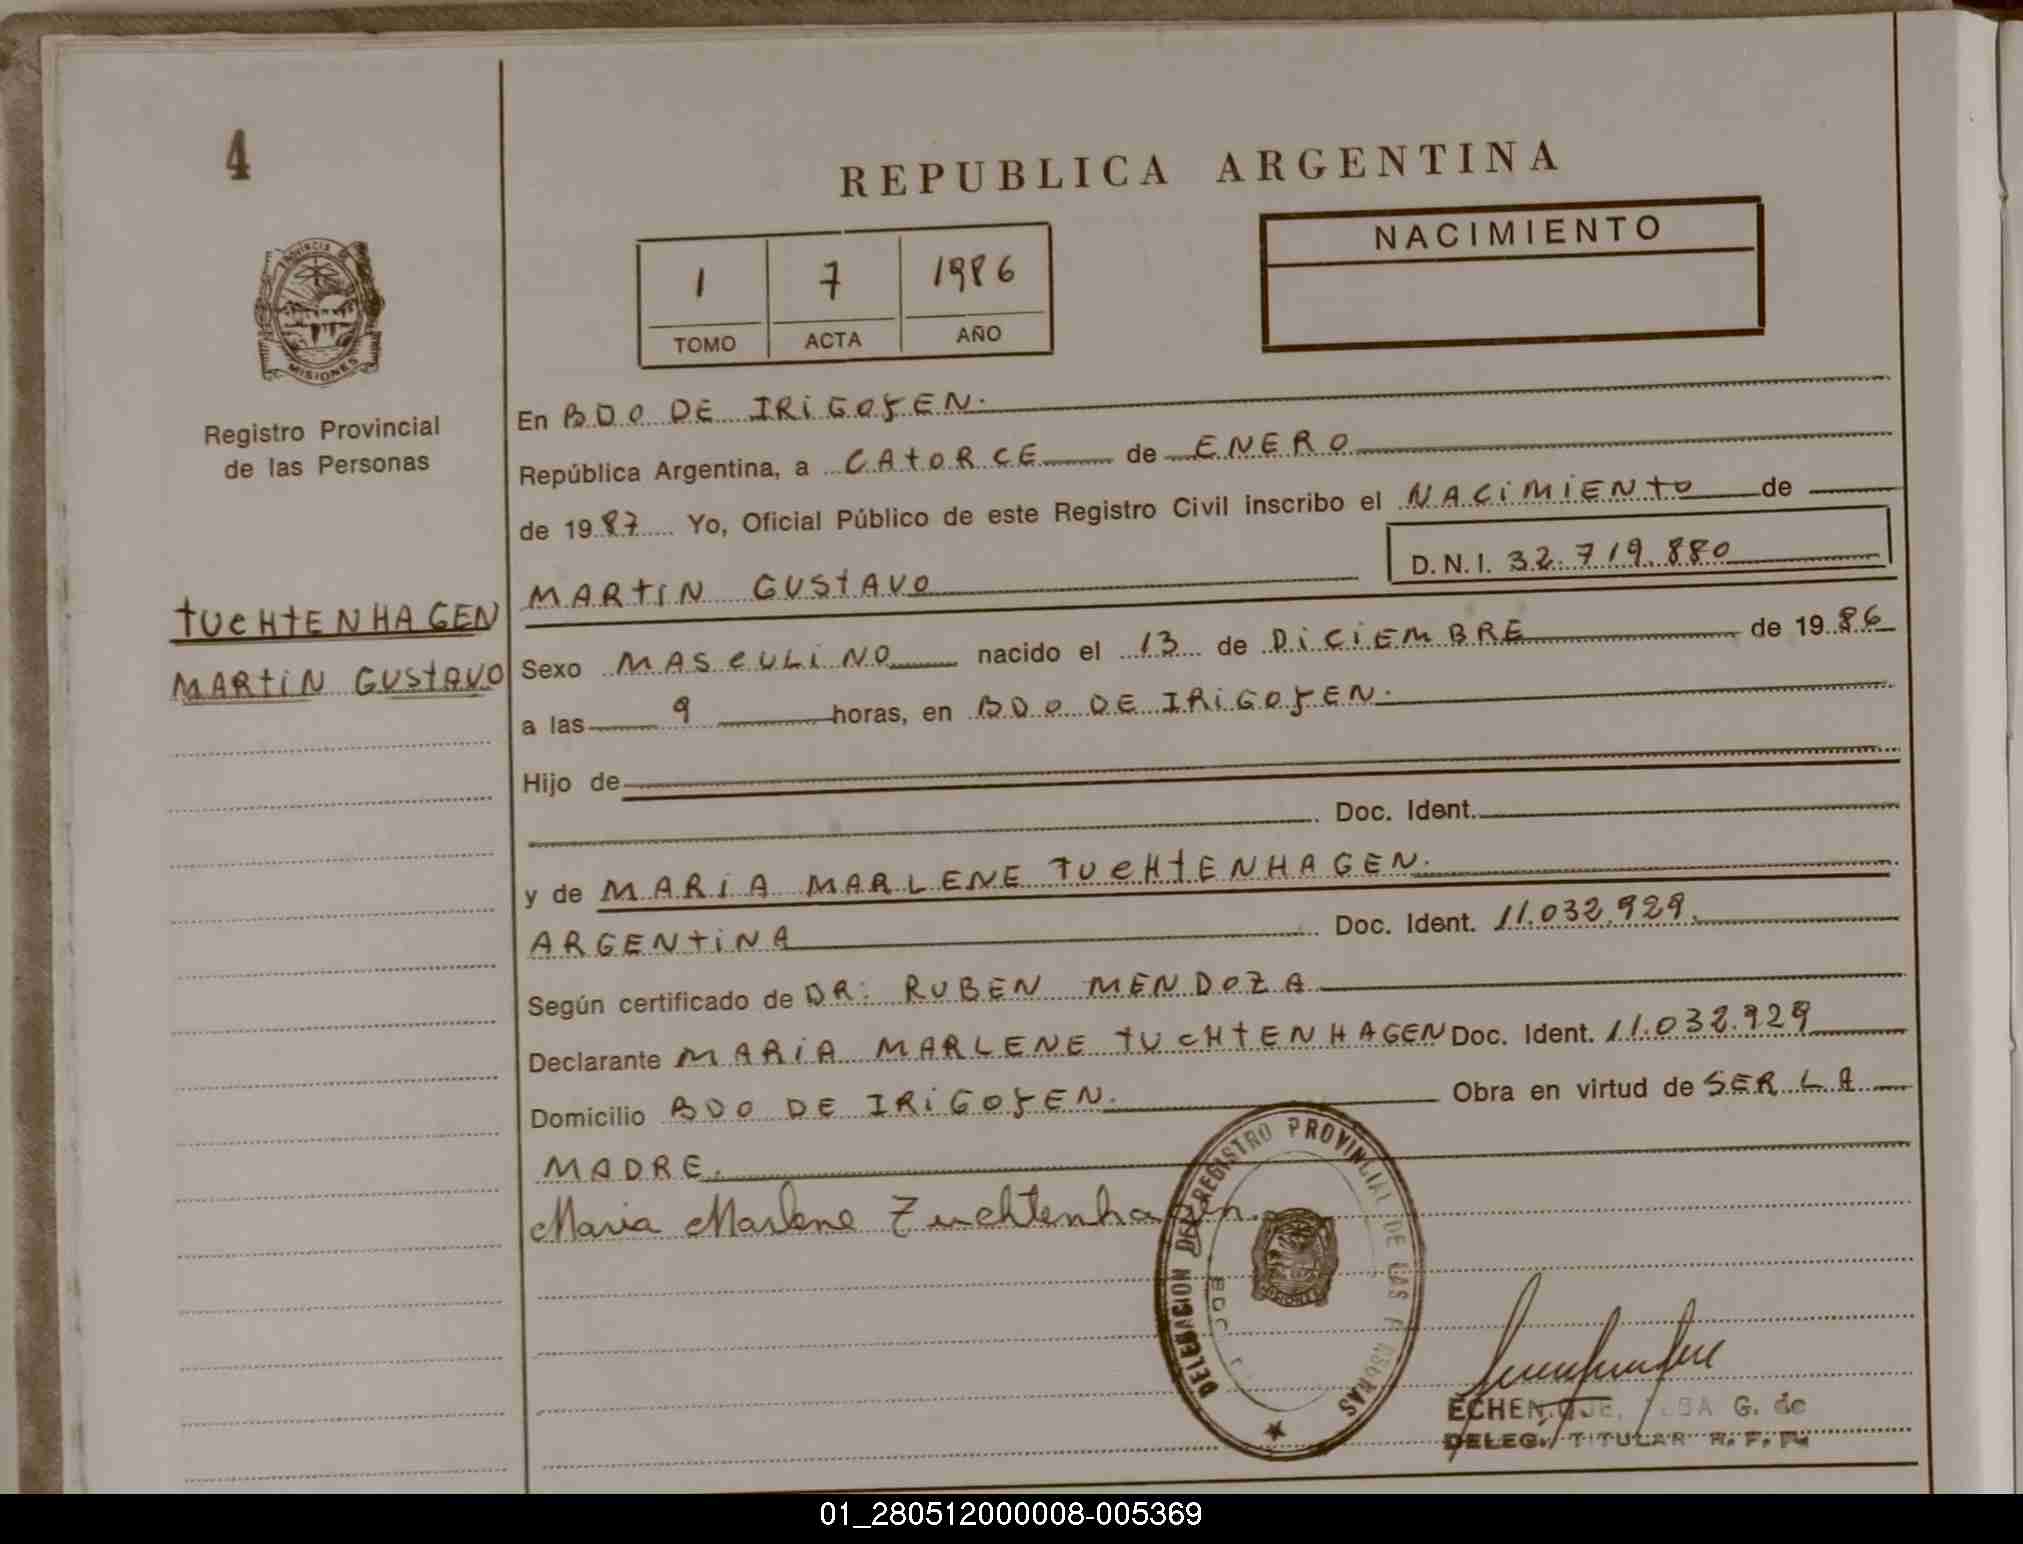 4
REPUBLICA ARGENTINA
NACIMIENTO
1 7 1986
TOMO ACTA AÑO
PROVINCIA DE
MISIONES
Registro Provincial
de las Personas
TUCHTENHAGEN
MARTIN GUSTAVO
En BDO DE IRIGOYEN.
República Argentina, a CATORCE de ENERO
de 1987 Yo, Oficial Público de este Registro Civil inscribo el NACIMIENTO de
MARTIN GUSTAVO D.N.I. 32.719.880
Sexo MASCULINO nacido el 13 de DICIEMBRE de 1986
a las 9 horas, en BDO DE IRIGOYEN.
Hijo de
Doc. Ident.
y de MARIA MARLENE TUCHTENHAGEN.
ARGENTINA Doc. Ident. 11.032.929.
Según certificado de DR: RUBEN MENDOZA
Declarante MARIA MARLENE TUCHTENHAGEN Doc. Ident. 11.032.929
Domicilio BDO DE IRIGOYEN. Obra en virtud de SER LA
MADRE.
Maria Marlene Tuchtenhagen.
DELEGACION DEL REGISTRO PROVINCIAL DE LAS PERSONAS
ECHENIQUE, G. de
DELEG. TITULAR R. P. P.
01_280512000008-005369